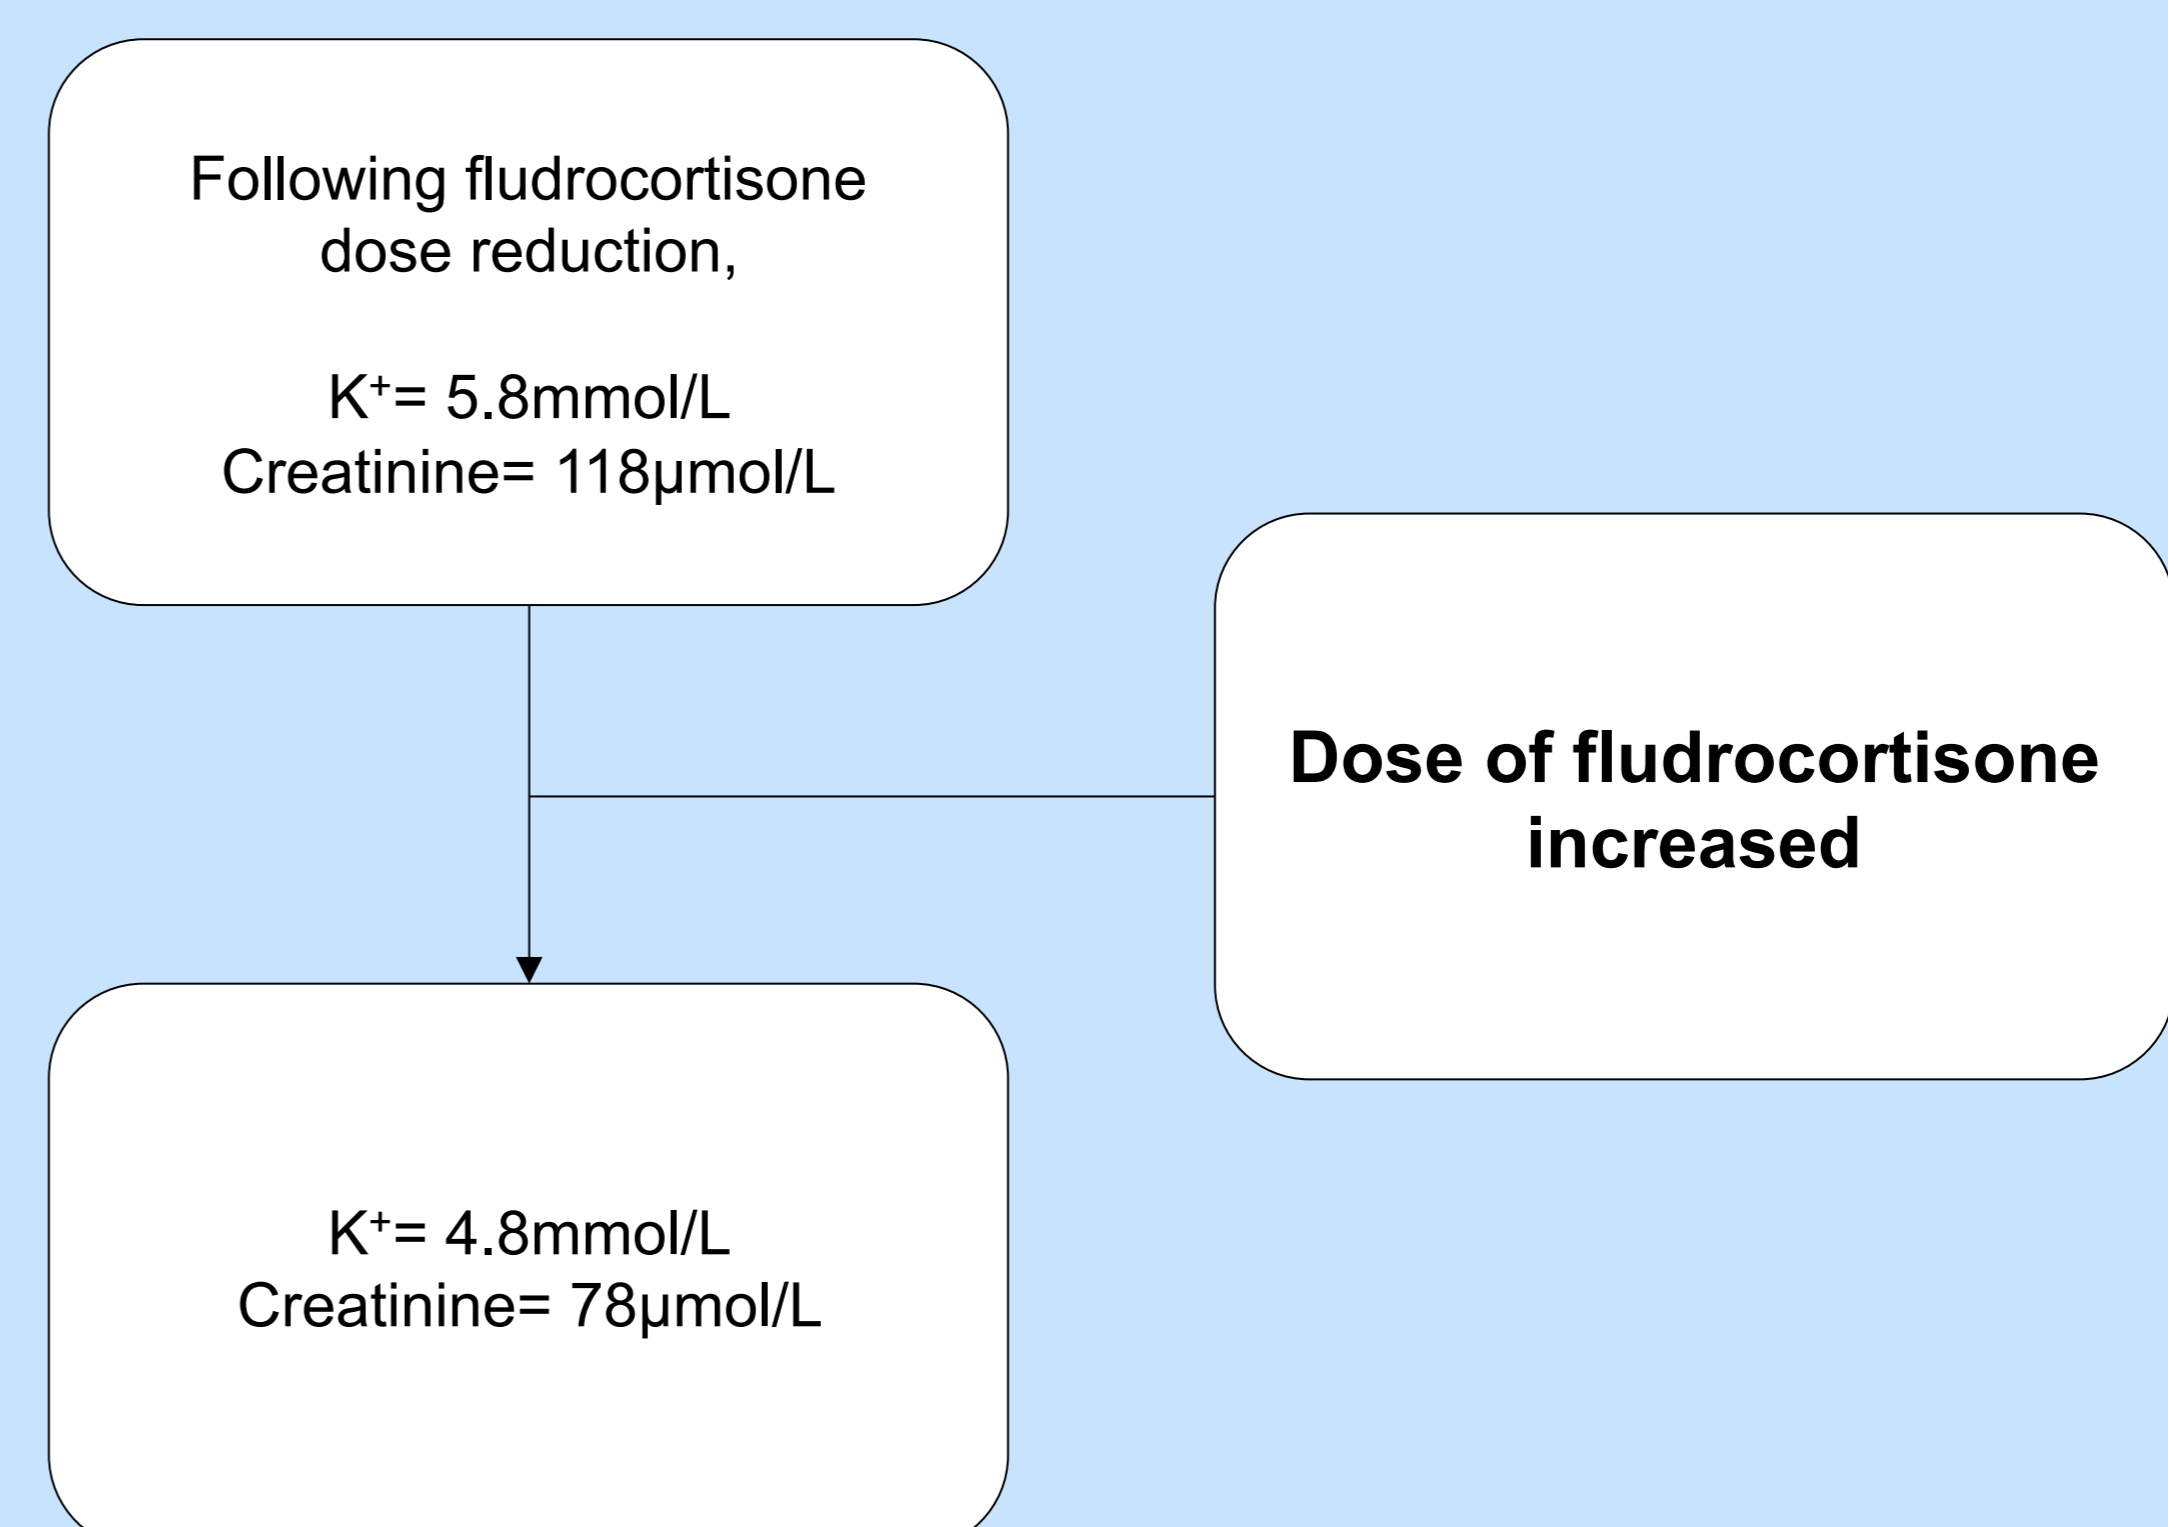 Following fludrocortisone
dose reduction,
K⁺= 5.8mmol/L
Creatinine= 118µmol/L
Dose of fludrocortisone
increased
K⁺= 4.8mmol/L
Creatinine= 78µmol/L